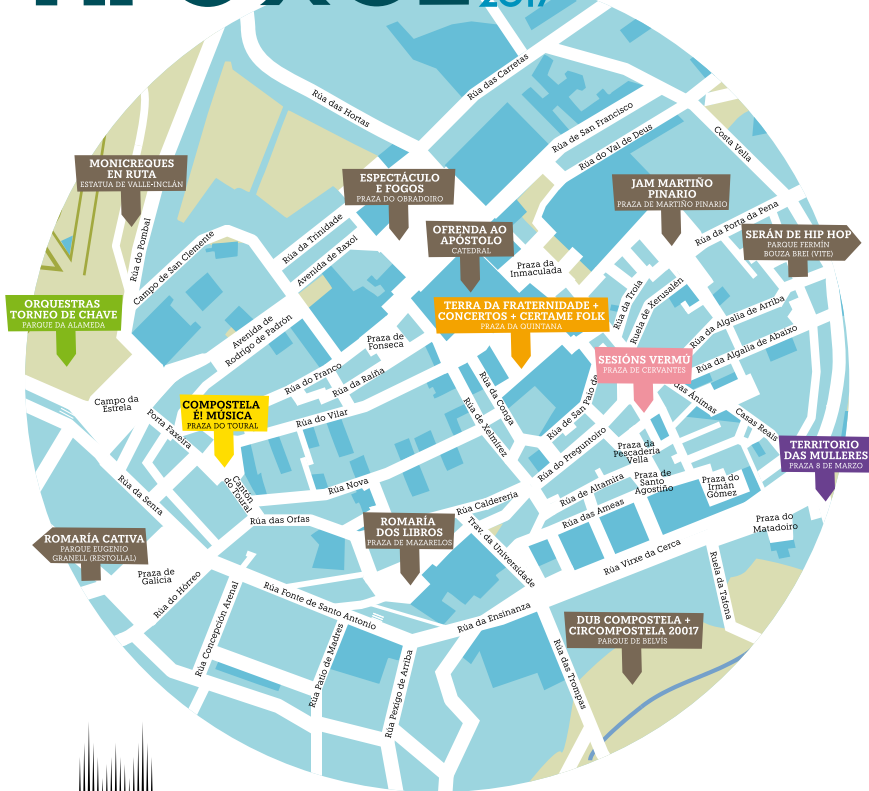 2017
Rúa das Carretas
Rúa das Hortas
Rúa de San Francisco
Rúa do Val de Deus
Costa Vella
MONICREQUES
EN RUTA
ESTATUA DE VALLE-INCLÁN
ESPECTÁCULO
E FOGOS
PRAZA DO OBRADOIRO
JAM MARTIÑO
PINARIO
PRAZA DE MARTIÑO PINARIO
Rúa da Porta da Pena
SERÁN DE HIP HOP
PARQUE FERMÍN
BOUZA BREI (VITE)
OFRENDA AO
APÓSTOLO
CATEDRAL
Rúa da Trinidade
Avenida de Raxoi
Rúa do Pombal
Campo de San Clemente
Praza da
Inmaculada
Rúa da Troia
Ruela de Xerusalén
ORQUESTRAS
TORNEO DE CHAVE
PARQUE DA ALAMEDA
TERRA DA FRATERNIDADE +
CONCERTOS + CERTAME FOLK
PRAZA DA QUINTANA
Rúa da Algalia de Arriba
Rúa da Algalia de Abaixo
Avenida de
Rodrigo de Padrón
Praza de
Fonseca
SESIÓNS VERMÚ
PRAZA DE CERVANTES
Rúa do Franco
Rúa da Raíña
Rúa da Conga
Rúa de San Paio de
das Ánimas
Casas Reais
Campo da
Estrela
Porta Faxeira
COMPOSTELA
É! MÚSICA
PRAZA DO TOURAL
Rúa do Vilar
Rúa de Xelmírez
Rúa do Preguntoiro
Praza da
Pescadería
Vella
TERRITORIO
DAS MULLERES
PRAZA 8 DE MARZO
Rúa da Senra
Cantón
do Toural
Rúa Nova
Rúa Caldereria
Rúa de Altamira
Praza de
Santo
Agostiño
Praza do
Irmán
Gómez
Rúa das Orfas
Rúa das Ameas
Praza do
Matadoiro
ROMARÍA CATIVA
PARQUE EUGENIO
GRANELL (RESTOLLAL)
ROMARÍA
DOS LIBROS
PRAZA DE MAZARELOS
Trav. da Universidade
Rúa Virxe da Cerca
Ruela da Tafona
Praza de
Galicia
Rúa do Hórreo
Rúa Concepción Arenal
Rúa Fonte de Santo Antonio
Rúa da Ensinanza
DUB COMPOSTELA +
CIRCOMPOSTELA 20017
PARQUE DE BELVÍS
Rúa Patio de Madres
Rúa Pexigo de Arriba
Rúa das Trompas